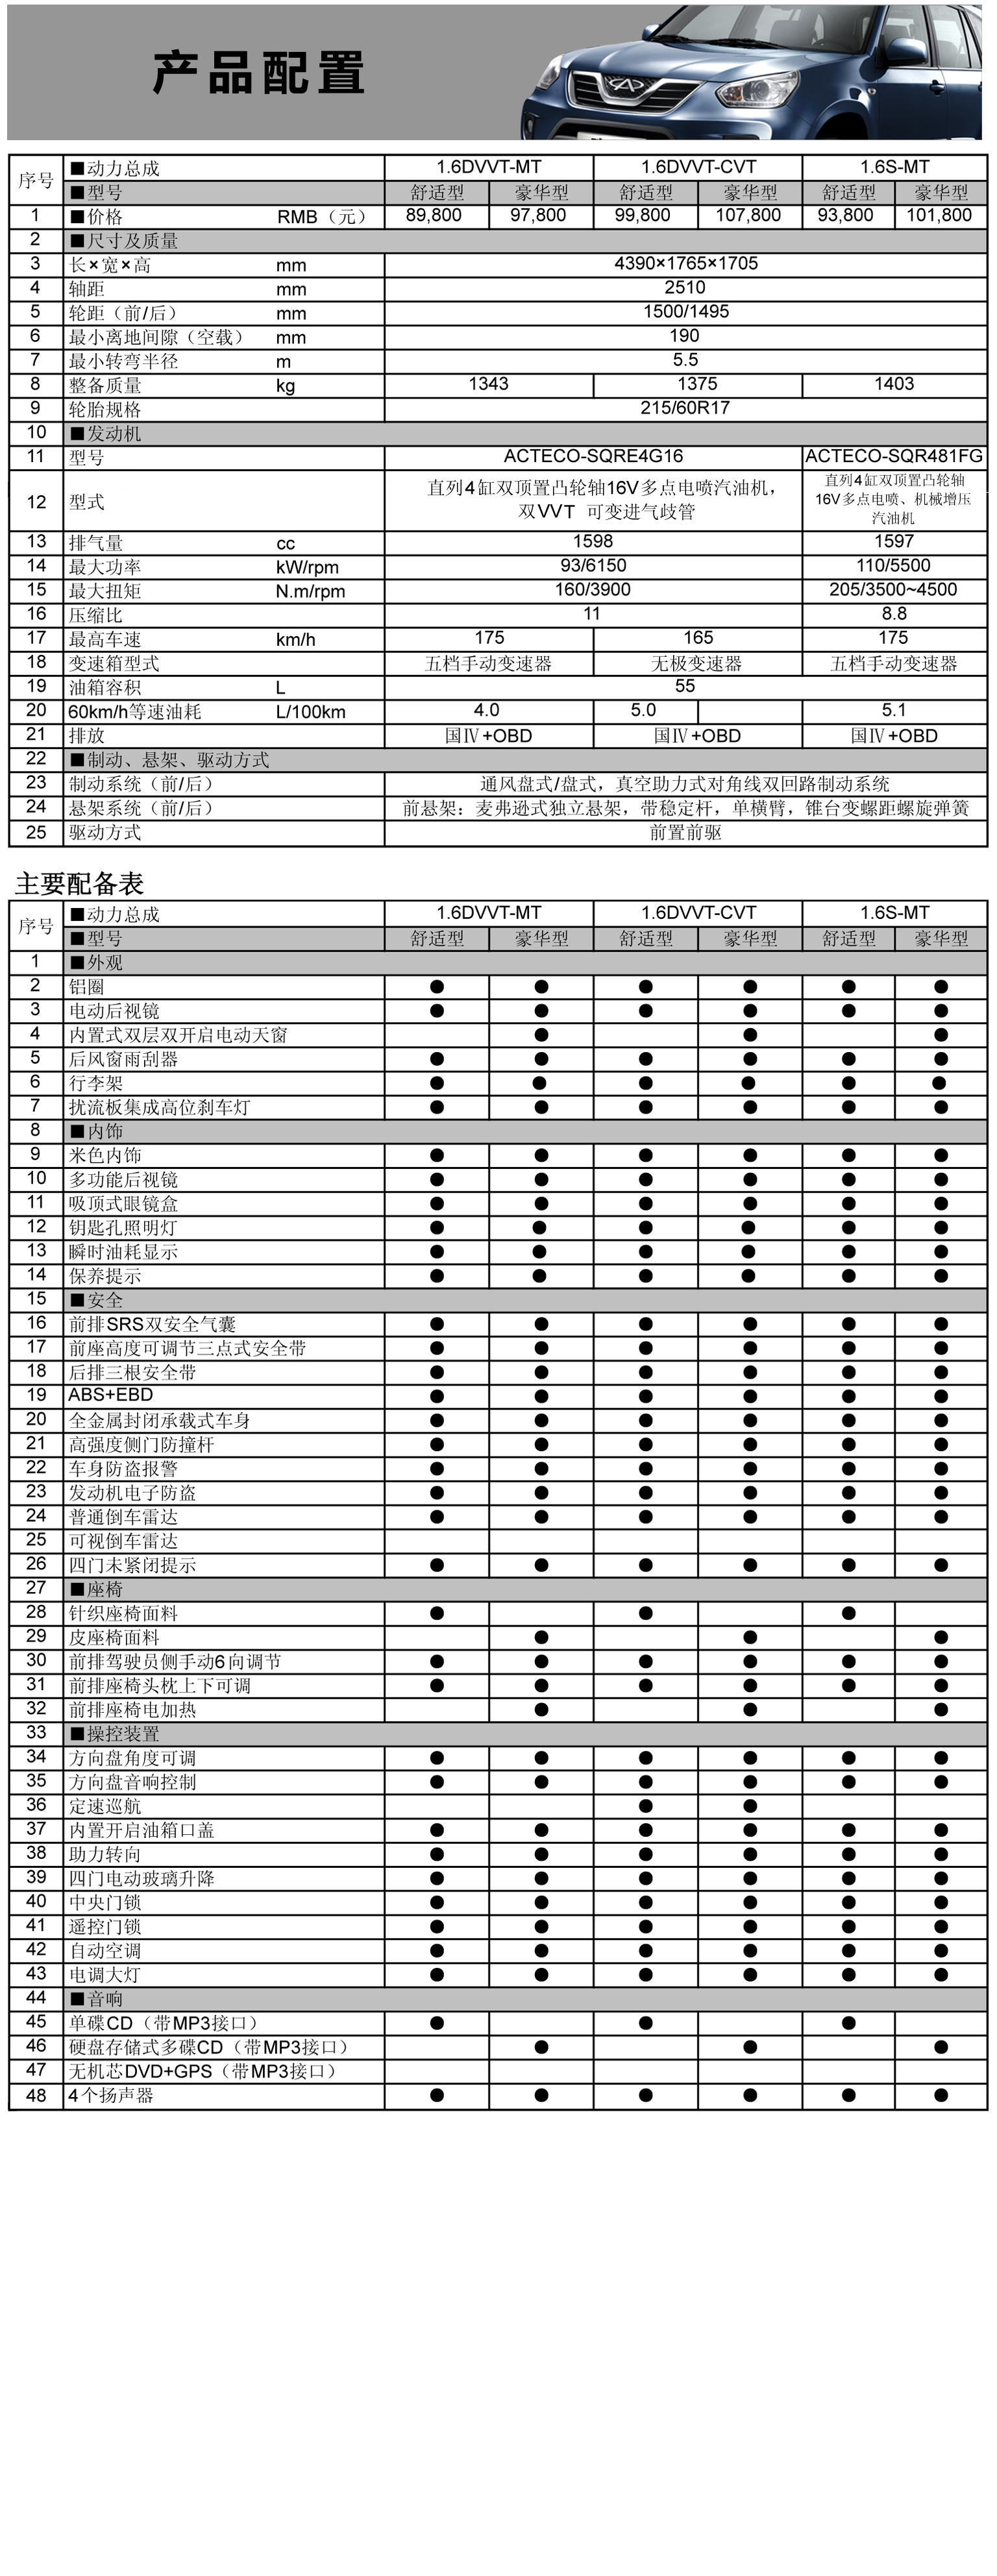 产品配置
序号 ■动力总成 1.6DVVT-MT 1.6DVVT-CVT 1.6S-MT
■型号 舒适型 豪华型 舒适型 豪华型 舒适型 豪华型
1 ■价格 RMB（元） 89,800 97,800 99,800 107,800 93,800 101,800
2 ■尺寸及质量
3 长×宽×高 mm 4390×1765×1705
4 轴距 mm 2510
5 轮距（前/后） mm 1500/1495
6 最小离地间隙（空载） mm 190
7 最小转弯半径 m 5.5
8 整备质量 kg 1343 1375 1403
9 轮胎规格 215/60R17
10 ■发动机
11 型号 ACTECO-SQRE4G16 ACTECO-SQR481FG
12 型式 直列4缸双顶置凸轮轴16V多点电喷汽油机，
双VVT 可变进气歧管
直列4缸双顶置凸轮轴
16V多点电喷、机械增压
汽油机
13 排气量 cc 1598 1597
14 最大功率 kW/rpm 93/6150 110/5500
15 最大扭矩 N.m/rpm 160/3900 205/3500~4500
16 压缩比 11 8.8
17 最高车速 km/h 175 165 175
18 变速箱型式 五档手动变速器 无极变速器 五档手动变速器
19 油箱容积 L 55
20 60km/h等速油耗 L/100km 4.0 5.0 5.1
21 排放 国Ⅳ+OBD 国Ⅳ+OBD 国Ⅳ+OBD
22 ■制动、悬架、驱动方式
23 制动系统（前/后） 通风盘式/盘式，真空助力式对角线双回路制动系统
24 悬架系统（前/后） 前悬架：麦弗逊式独立悬架，带稳定杆，单横臂，锥台变螺距螺旋弹簧
25 驱动方式 前置前驱
主要配备表
序号 ■动力总成 1.6DVVT-MT 1.6DVVT-CVT 1.6S-MT
■型号 舒适型 豪华型 舒适型 豪华型 舒适型 豪华型
1 ■外观
2 铝圈 ● ● ● ● ● ●
3 电动后视镜 ● ● ● ● ● ●
4 内置式双层双开启电动天窗 ● ● ●
5 后风窗雨刮器 ● ● ● ● ● ●
6 行李架 ● ● ● ● ● ●
7 扰流板集成高位刹车灯 ● ● ● ● ● ●
8 ■内饰
9 米色内饰 ● ● ● ● ● ●
10 多功能后视镜 ● ● ● ● ● ●
11 吸顶式眼镜盒 ● ● ● ● ● ●
12 钥匙孔照明灯 ● ● ● ● ● ●
13 瞬时油耗显示 ● ● ● ● ● ●
14 保养提示 ● ● ● ● ● ●
15 ■安全
16 前排SRS双安全气囊 ● ● ● ● ● ●
17 前座高度可调节三点式安全带 ● ● ● ● ● ●
18 后排三根安全带 ● ● ● ● ● ●
19 ABS+EBD ● ● ● ● ● ●
20 全金属封闭承载式车身 ● ● ● ● ● ●
21 高强度侧门防撞杆 ● ● ● ● ● ●
22 车身防盗报警 ● ● ● ● ● ●
23 发动机电子防盗 ● ● ● ● ● ●
24 普通倒车雷达 ● ● ● ● ● ●
25 可视倒车雷达
26 四门未紧闭提示 ● ● ● ● ● ●
27 ■座椅
28 针织座椅面料 ● ● ●
29 皮座椅面料 ● ● ●
30 前排驾驶员侧手动6向调节 ● ● ● ● ● ●
31 前排座椅头枕上下可调 ● ● ● ● ● ●
32 前排座椅电加热 ● ● ●
33 ■操控装置
34 方向盘角度可调 ● ● ● ● ● ●
35 方向盘音响控制 ● ● ● ● ● ●
36 定速巡航 ● ●
37 内置开启油箱口盖 ● ● ● ● ● ●
38 助力转向 ● ● ● ● ● ●
39 四门电动玻璃升降 ● ● ● ● ● ●
40 中央门锁 ● ● ● ● ● ●
41 遥控门锁 ● ● ● ● ● ●
42 自动空调 ● ● ● ● ● ●
43 电调大灯 ● ● ● ● ● ●
44 ■音响
45 单碟CD（带MP3接口） ● ● ●
46 硬盘存储式多碟CD（带MP3接口） ● ● ●
47 无机芯DVD+GPS（带MP3接口）
48 4个扬声器 ● ● ● ● ● ●